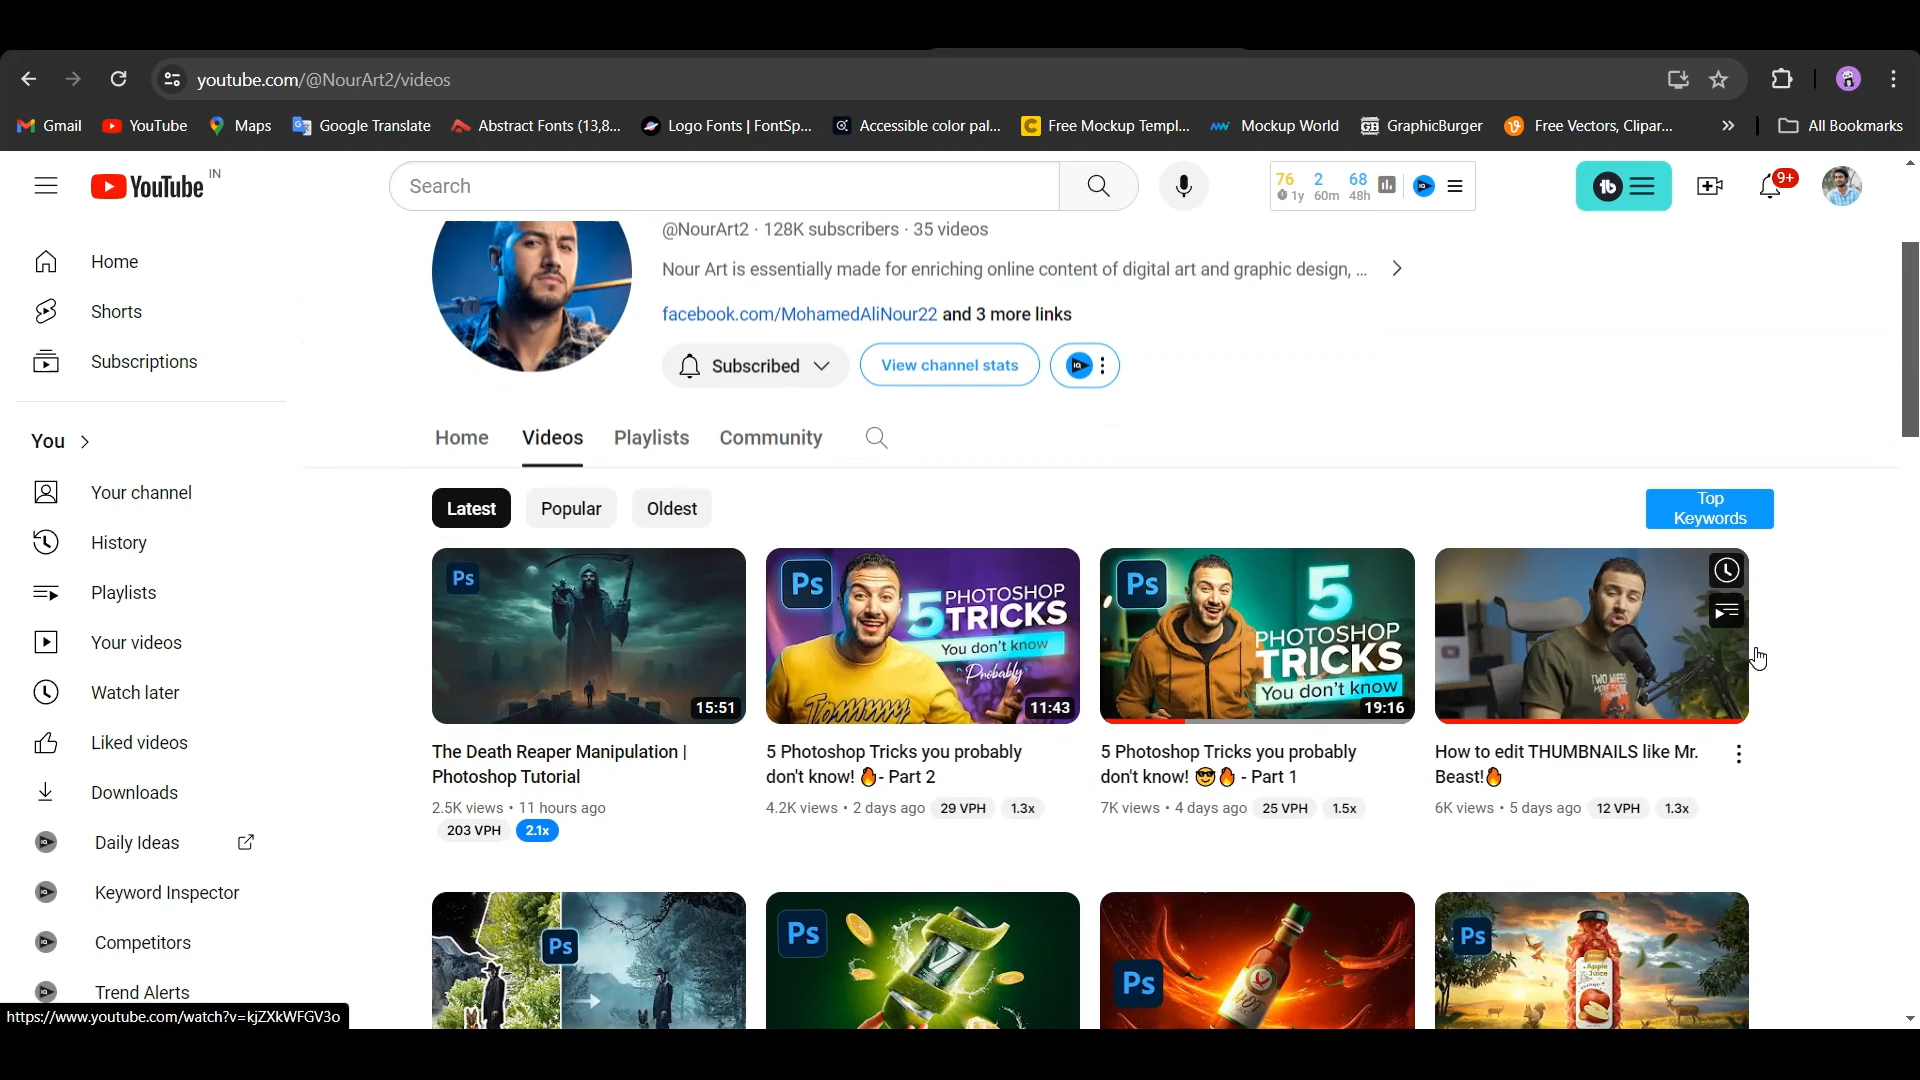 youtube.com/@NourArt2/videos
Gmail
YouTube
Maps
Google Translate
Abstract Fonts (13,8...
Logo Fonts | FontSp...
Accessible color pal...
Free Mockup Templ...
Mockup World
GraphicBurger
Free Vectors, Clipar...
All Bookmarks
YouTube IN
Search
76 2 68
1y 60m 48h
9+
Home
Shorts
Subscriptions
You
Your channel
History
Playlists
Your videos
Watch later
Liked videos
Downloads
Daily Ideas
Keyword Inspector
Competitors
Trend Alerts
https://www.youtube.com/watch?v=kjZXkWFGV3o
@NourArt2 · 128K subscribers · 35 videos
Nour Art is essentially made for enriching online content of digital art and graphic design, ...
facebook.com/MohamedAliNour22 and 3 more links
Subscribed
View channel stats
Home
Videos
Playlists
Community
Latest
Popular
Oldest
Top
Keywords
Ps
15:51
The Death Reaper Manipulation |
Photoshop Tutorial
2.5K views • 11 hours ago
203 VPH 2.1x
Ps
5 PHOTOSHOP
TRICKS
You don't know
Probably
Tommy
11:43
5 Photoshop Tricks you probably
don't know! 🔥- Part 2
4.2K views • 2 days ago 29 VPH 1.3x
Ps
5
PHOTOSHOP
TRICKS
You don't know
19:16
5 Photoshop Tricks you probably
don't know! 😎🔥 - Part 1
7K views • 4 days ago 25 VPH 1.5x
How to edit THUMBNAILS like Mr.
Beast!🔥
6K views • 5 days ago 12 VPH 1.3x
Ps
Ps
Ps
HOT
Ps
Apple
Juice